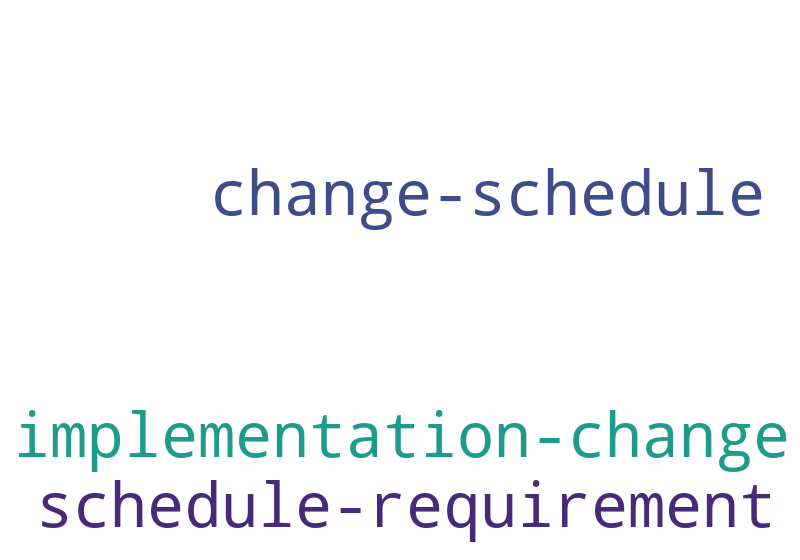 change-schedule
implementation-change
schedule-requirement